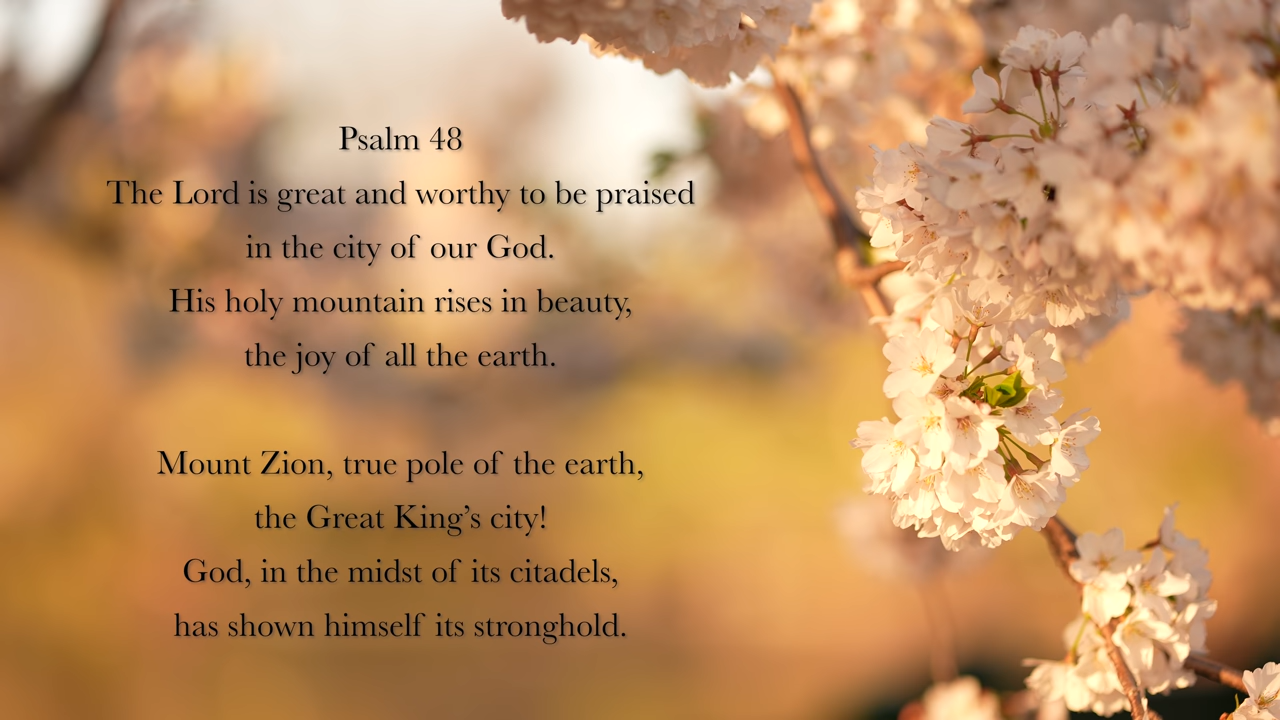 Psalm 48
The Lord is great and worthy to be praised
in the city of our God.
His holy mountain rises in beauty,
the joy of all the earth.
Mount Zion, true pole of the earth,
the Great King’s city!
God, in the midst of its citadels,
has shown himself its stronghold.